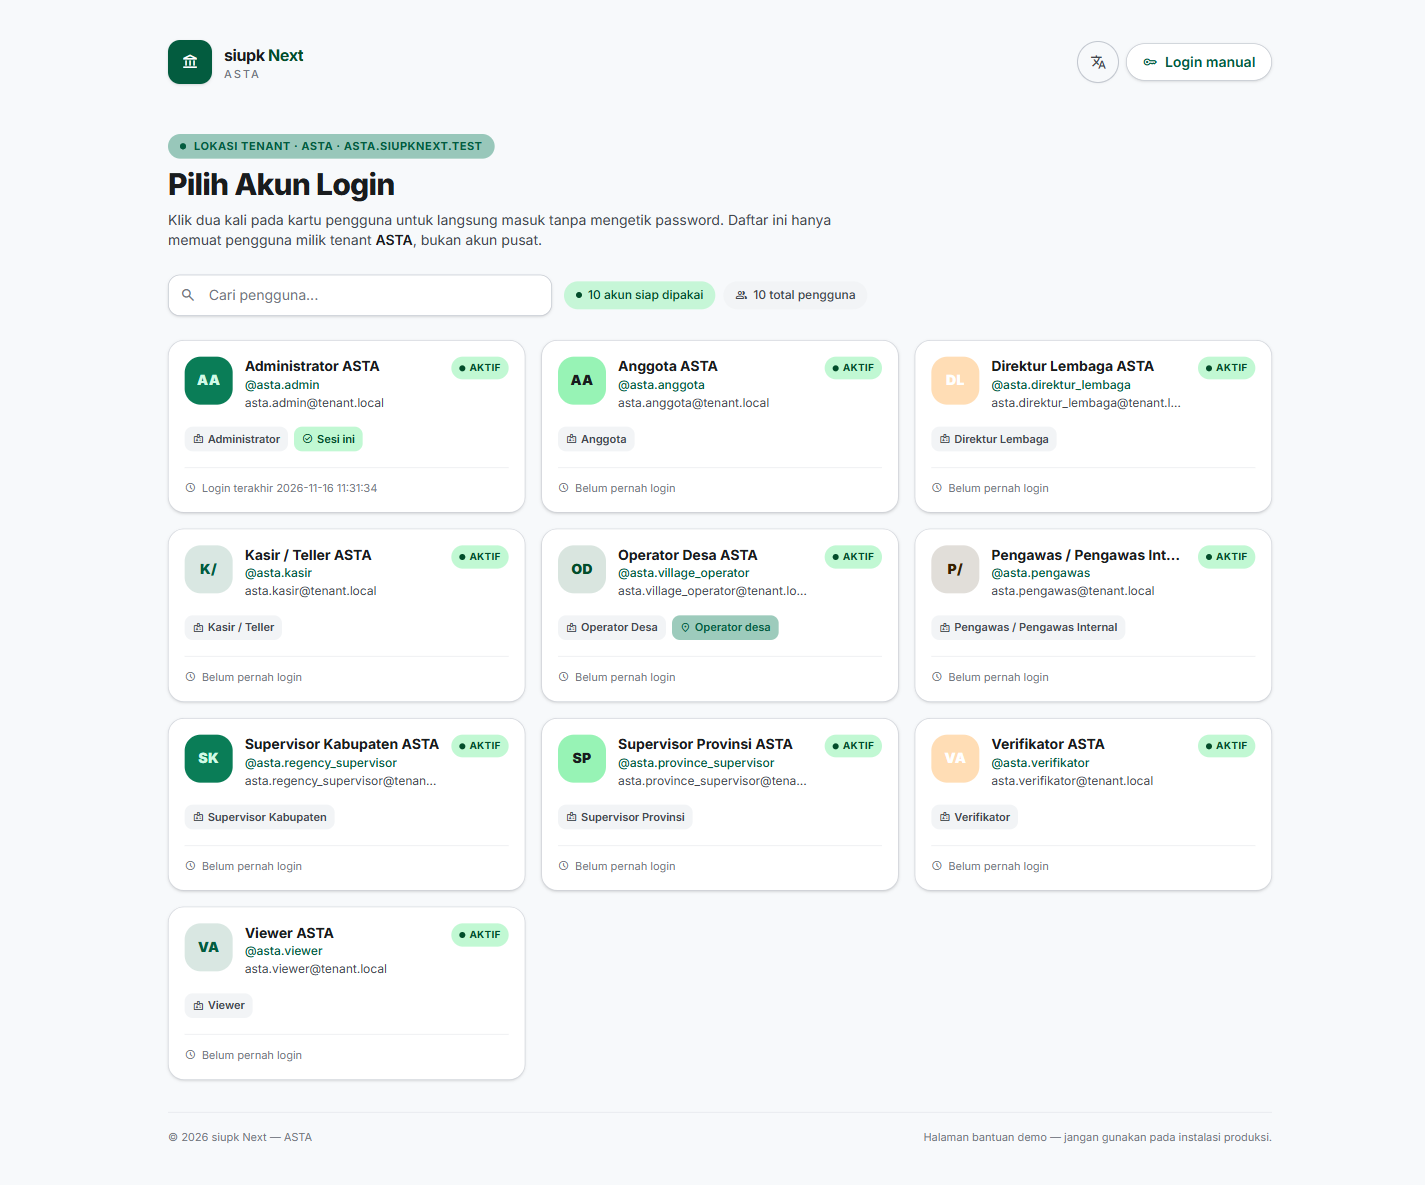 siupk Next
ASTA
Login manual
LOKASI TENANT · ASTA · ASTA.SIUPKNEXT.TEST
Pilih Akun Login
Klik dua kali pada kartu pengguna untuk langsung masuk tanpa mengetik password. Daftar ini hanya
memuat pengguna milik tenant ASTA, bukan akun pusat.
Cari pengguna...
10 akun siap dipakai
10 total pengguna
AA
Administrator ASTA
AKTIF
@asta.admin
asta.admin@tenant.local
Administrator
Sesi ini
Login terakhir 2026-11-16 11:31:34
AA
Anggota ASTA
AKTIF
@asta.anggota
asta.anggota@tenant.local
Anggota
Belum pernah login
DL
Direktur Lembaga ASTA
AKTIF
@asta.direktur_lembaga
asta.direktur_lembaga@tenant.l...
Direktur Lembaga
Belum pernah login
K/
Kasir / Teller ASTA
AKTIF
@asta.kasir
asta.kasir@tenant.local
Kasir / Teller
Belum pernah login
OD
Operator Desa ASTA
AKTIF
@asta.village_operator
asta.village_operator@tenant.lo...
Operator Desa
Operator desa
Belum pernah login
P/
Pengawas / Pengawas Int...
AKTIF
@asta.pengawas
asta.pengawas@tenant.local
Pengawas / Pengawas Internal
Belum pernah login
SK
Supervisor Kabupaten ASTA
AKTIF
@asta.regency_supervisor
asta.regency_supervisor@tenan...
Supervisor Kabupaten
Belum pernah login
SP
Supervisor Provinsi ASTA
AKTIF
@asta.province_supervisor
asta.province_supervisor@tena...
Supervisor Provinsi
Belum pernah login
VA
Verifikator ASTA
AKTIF
@asta.verifikator
asta.verifikator@tenant.local
Verifikator
Belum pernah login
VA
Viewer ASTA
AKTIF
@asta.viewer
asta.viewer@tenant.local
Viewer
Belum pernah login
© 2026 siupk Next — ASTA
Halaman bantuan demo — jangan gunakan pada instalasi produksi.